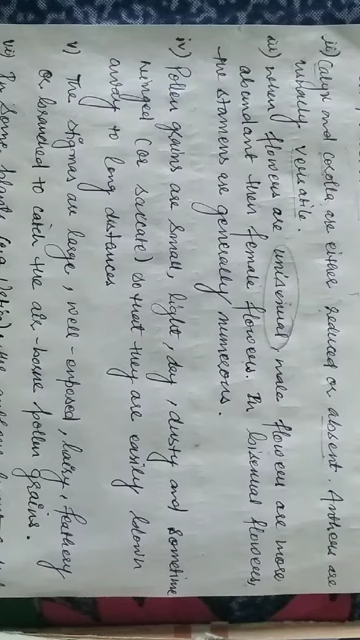 ii) Calyx and corolla are either reduced or absent. Anthers are
usually versatile.
iii) When flowers are unisexual, male flowers are more
abundant than female flowers. In bisexual flowers,
the stamens are generally numerous.
iv) Pollen grains are small, light, dry, dusty and sometime
winged (or saccate) so that they are easily blown
away to long distances
v) The stigmas are large, well-exposed, hairy, feathery
or branched to catch the air-borne pollen grains.
vi) In some plants